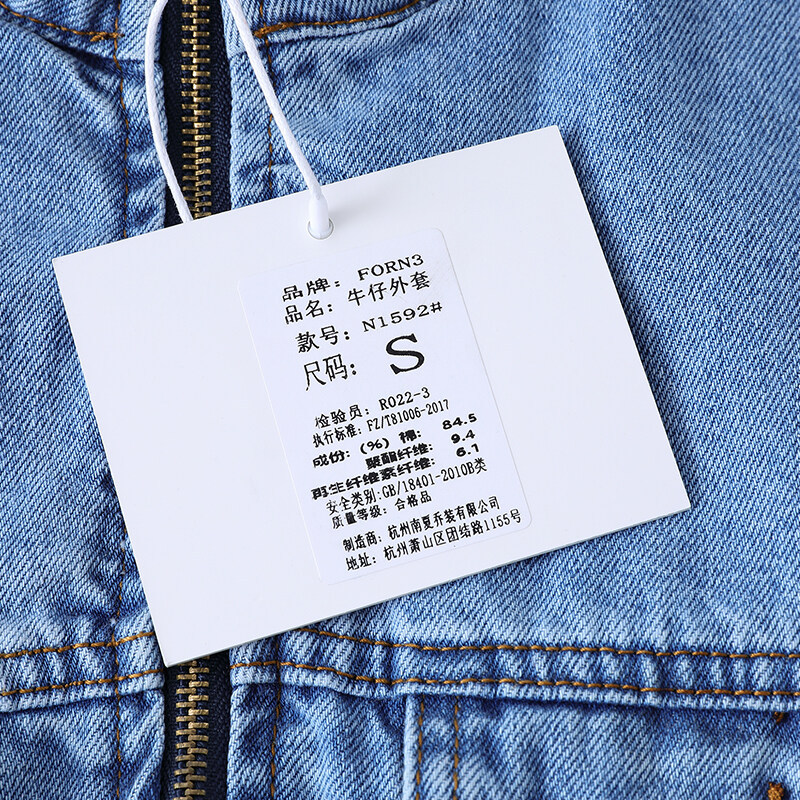 品牌: FORN3
品名: 牛仔外套
款号: N1592#
尺码: S
检验员: R022-3
执行标准: FZ/T81006-2017
成份: (%) 棉: 84.5
聚酯纤维: 9.4
再生纤维素纤维: 6.1
安全类别:GB/18401-2010B类
质量等级: 合格品
制造商: 杭州南夏乔装有限公司
地址: 杭州萧山区团结路1155号